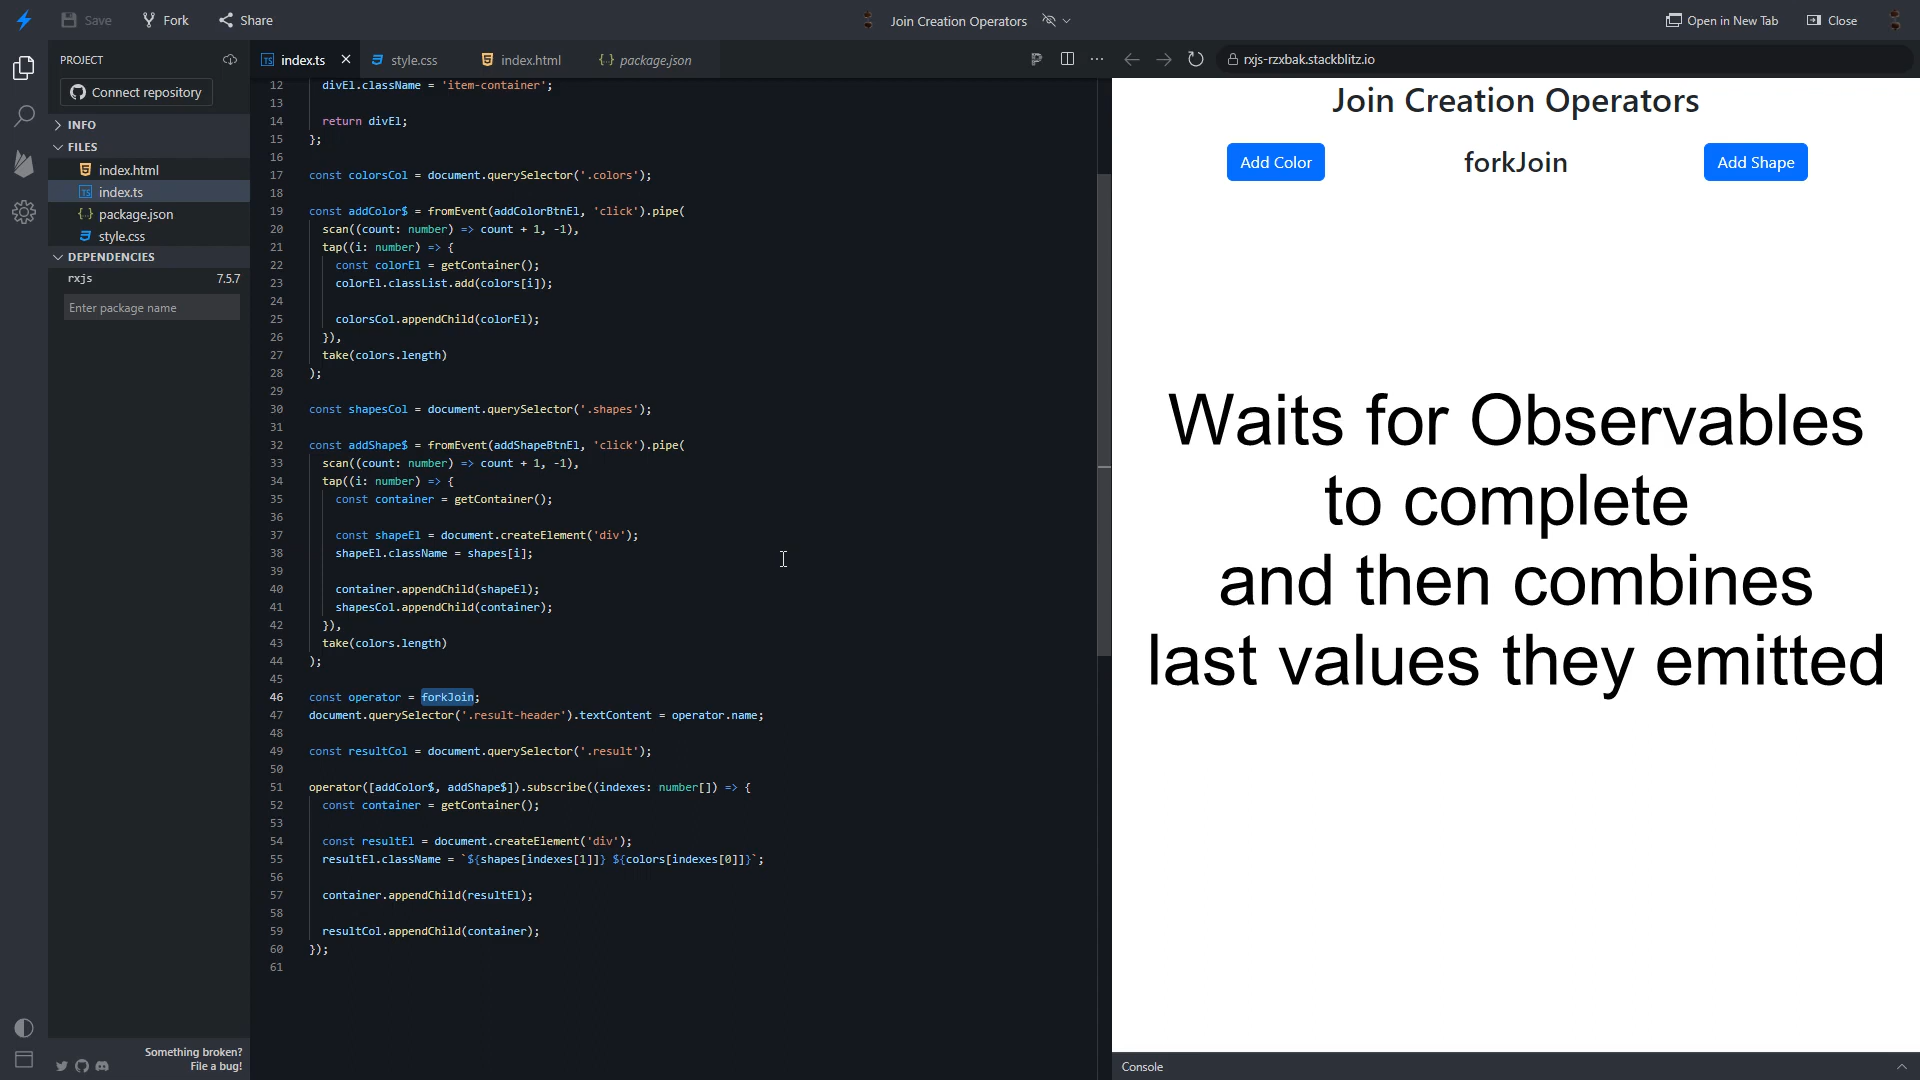 Save
Fork
Share
Join Creation Operators
Open in New Tab
Close
PROJECT
Connect repository
INFO
FILES
index.html
index.ts
package.json
style.css
DEPENDENCIES
rxjs 7.5.7
Enter package name
Something broken?
File a bug!
index.ts
style.css
index.html
package.json
12 divEl.className = 'item-container';
13
14 return divEl;
15 };
16
17 const colorsCol = document.querySelector('.colors');
18
19 const addColor$ = fromEvent(addColorBtnEl, 'click').pipe(
20 scan((count: number) => count + 1, -1),
21 tap((i: number) => {
22 const colorEl = getContainer();
23 colorEl.classList.add(colors[i]);
24
25 colorsCol.appendChild(colorEl);
26 }),
27 take(colors.length)
28 );
29
30 const shapesCol = document.querySelector('.shapes');
31
32 const addShape$ = fromEvent(addShapeBtnEl, 'click').pipe(
33 scan((count: number) => count + 1, -1),
34 tap((i: number) => {
35 const container = getContainer();
36
37 const shapeEl = document.createElement('div');
38 shapeEl.className = shapes[i];
39
40 container.appendChild(shapeEl);
41 shapesCol.appendChild(container);
42 }),
43 take(colors.length)
44 );
45
46 const operator = forkJoin;
47 document.querySelector('.result-header').textContent = operator.name;
48
49 const resultCol = document.querySelector('.result');
50
51 operator([addColor$, addShape$]).subscribe((indexes: number[]) => {
52 const container = getContainer();
53
54 const resultEl = document.createElement('div');
55 resultEl.className = `${shapes[indexes[1]]} ${colors[indexes[0]]}`;
56
57 container.appendChild(resultEl);
58
59 resultCol.appendChild(container);
60 });
61
rxjs-rzxbak.stackblitz.io
Join Creation Operators
Add Color
forkJoin
Add Shape
Waits for Observables
to complete
and then combines
last values they emitted
Console